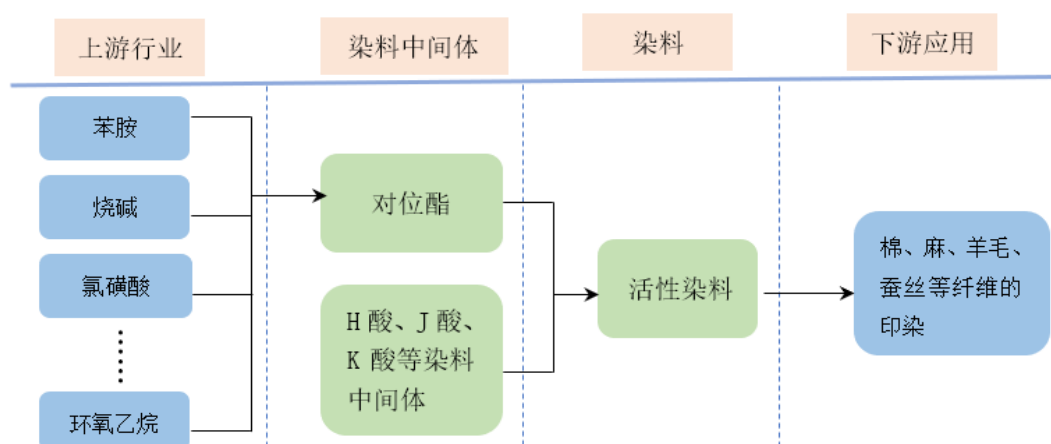 上游行业
染料中间体
染料
下游应用
苯胺
烧碱
氯磺酸
环氧乙烷
对位酯
H 酸、J 酸、
K 酸等染料
中间体
活性染料
棉、麻、羊毛、
蚕丝等纤维的
印染